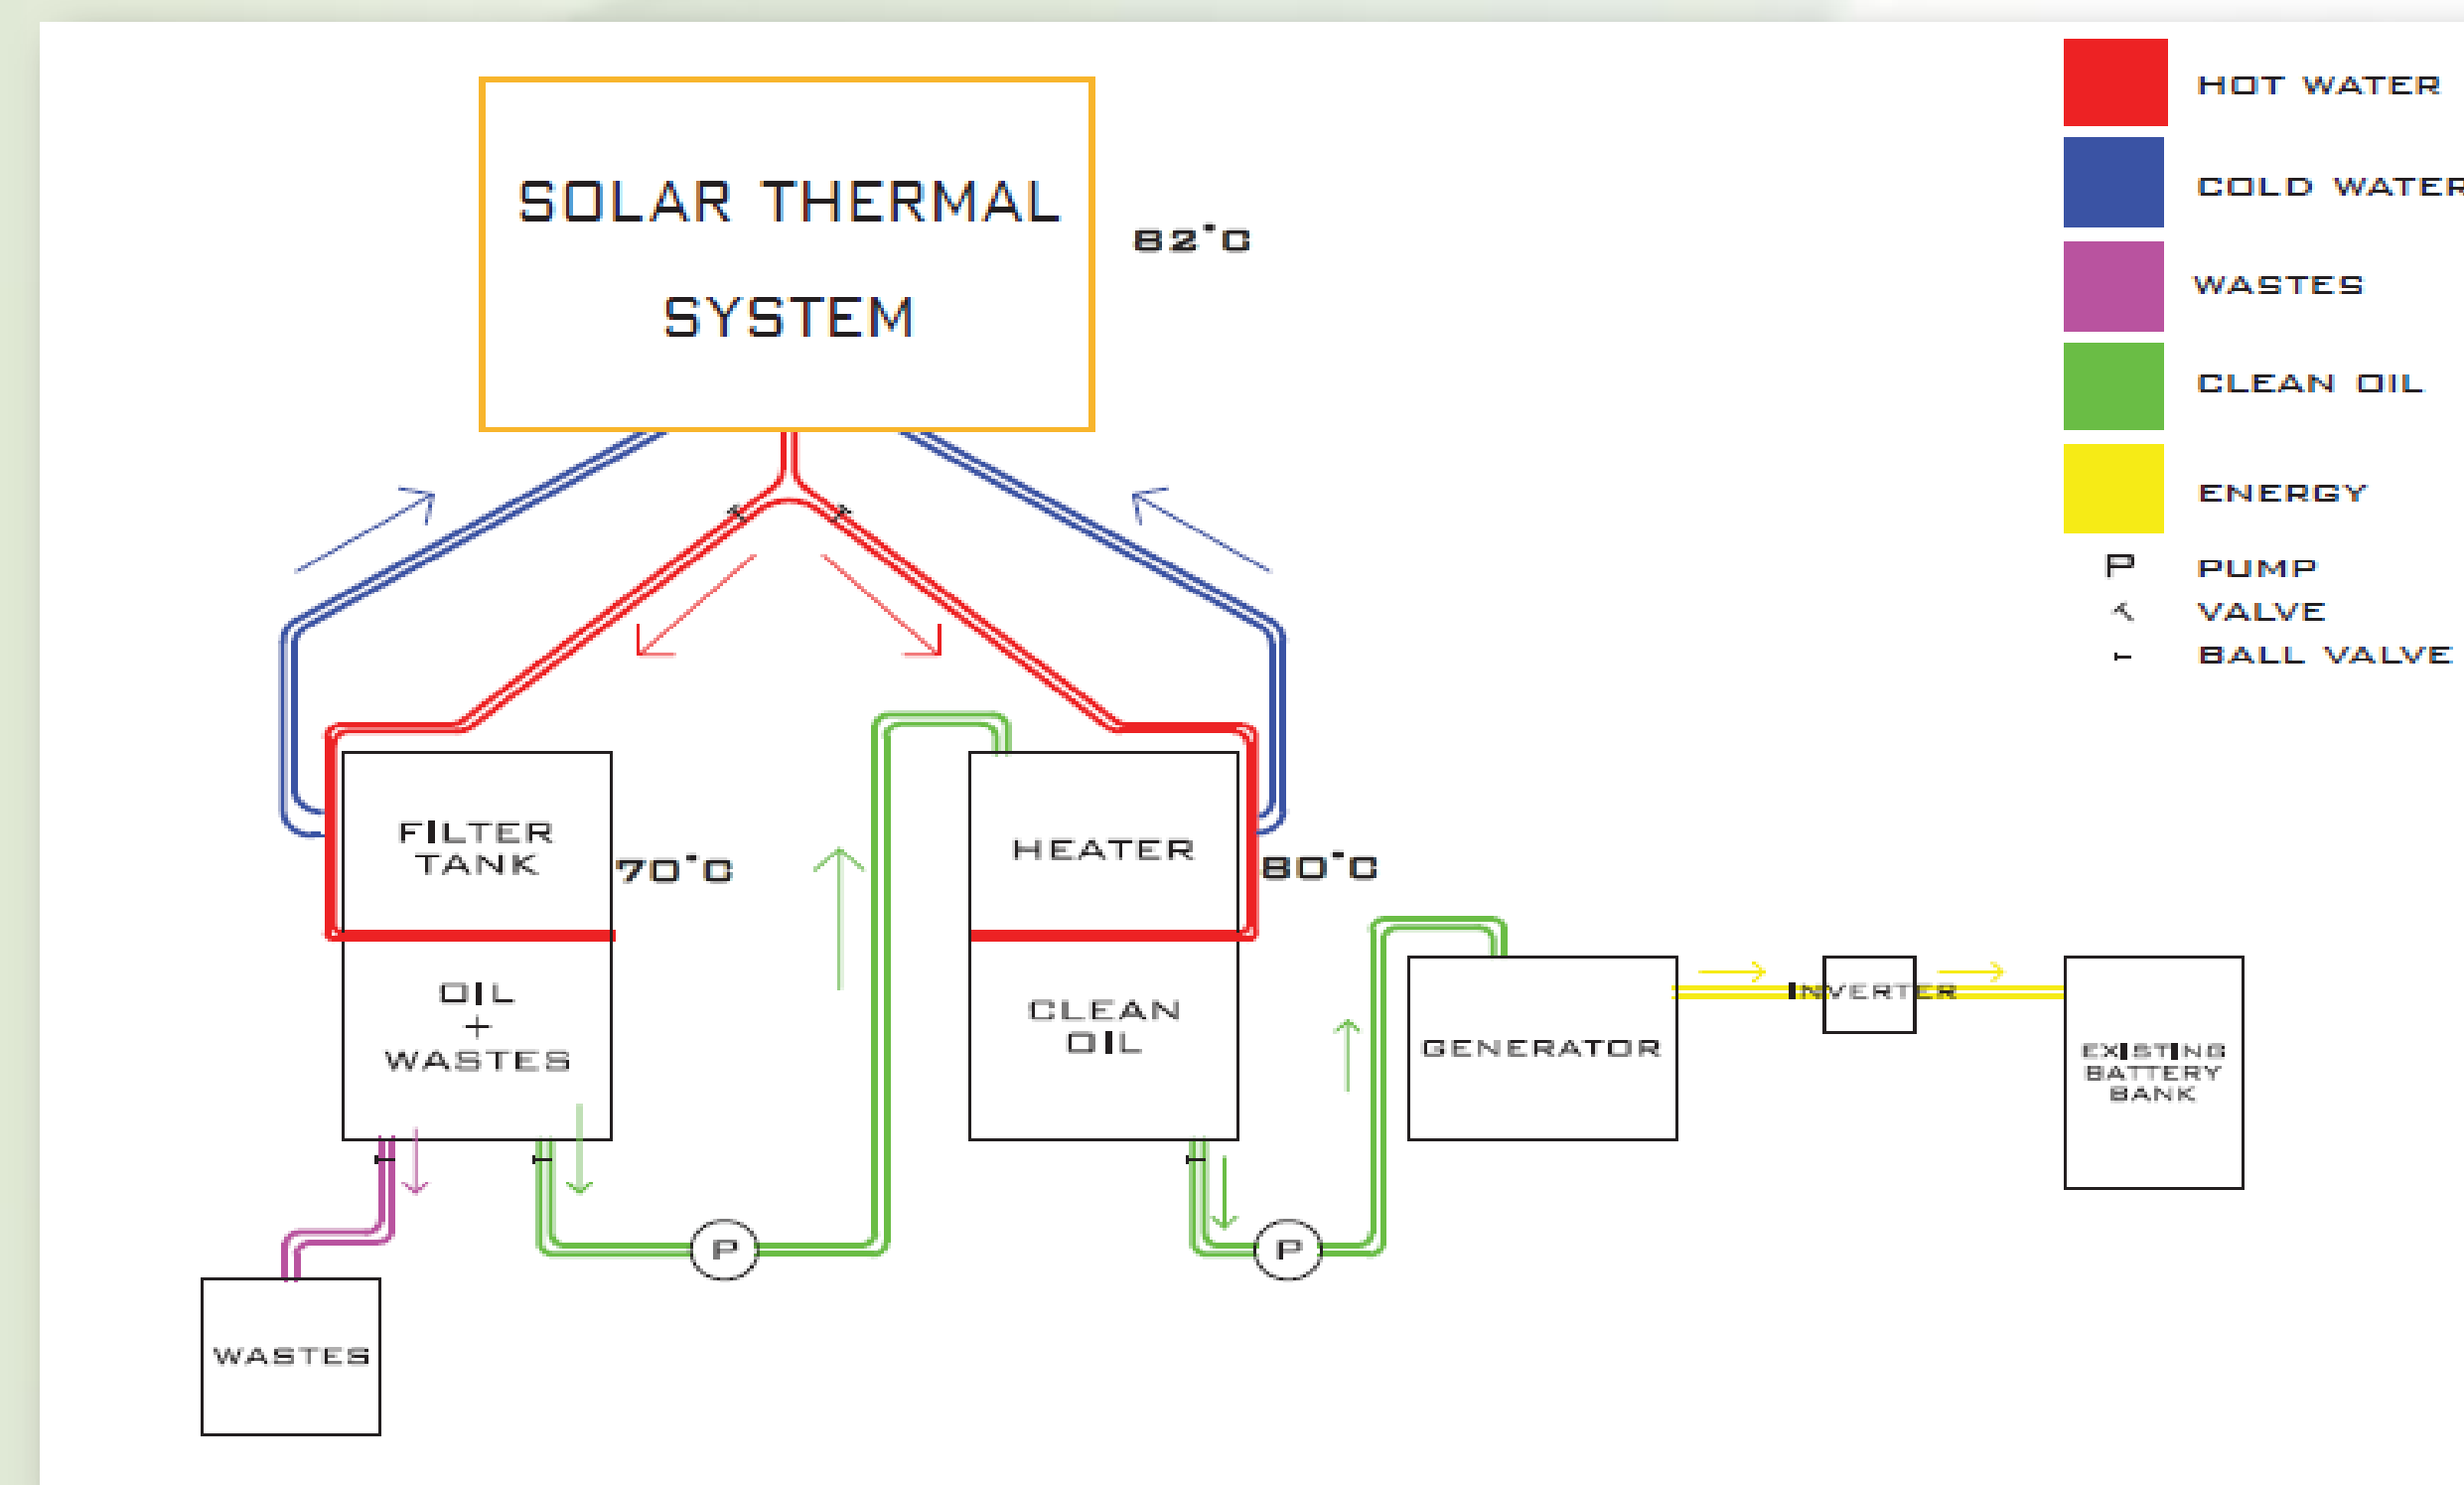 SOLAR THERMAL
SYSTEM
82°C
HOT WATER
COLD WATER
WASTES
CLEAN OIL
ENERGY
P PUMP
VALVE
BALL VALVE
FILTER
TANK
70°C
HEATER
80°C
OIL
+
WASTES
CLEAN
OIL
GENERATOR
INVERTER
EXISTING
BATTERY
BANK
P
P
WASTES